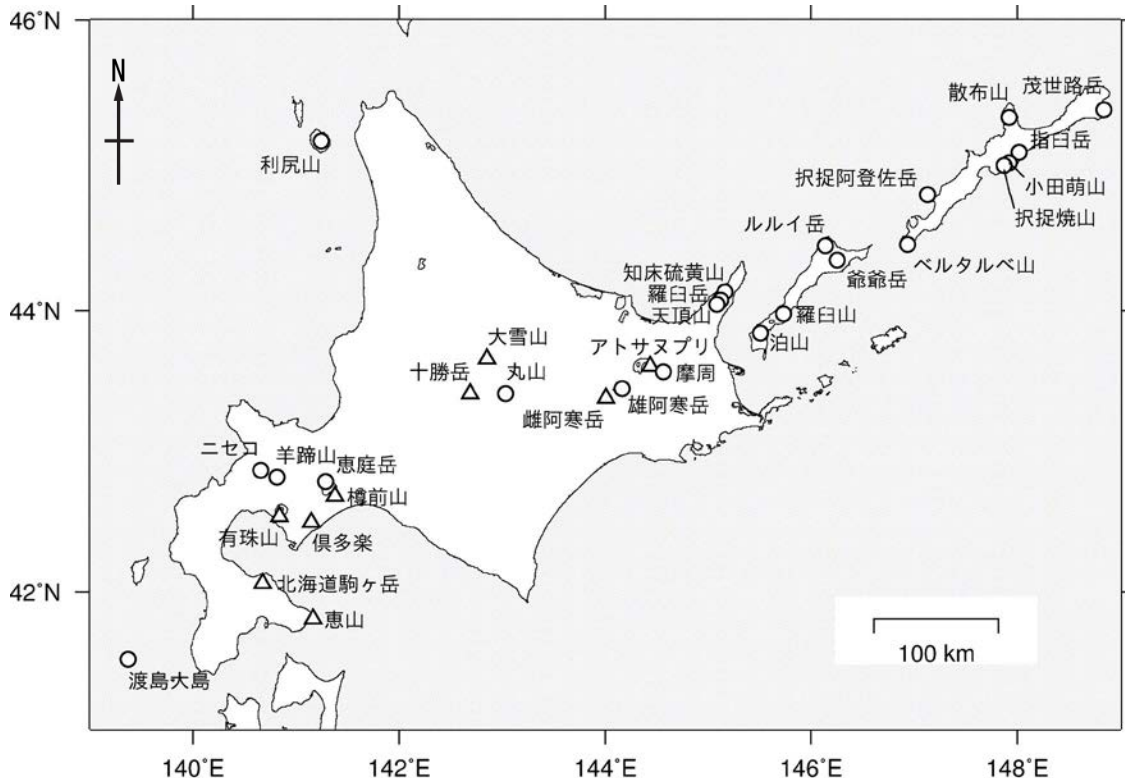 46°N
N
茂世路岳
散布山
指臼岳
利尻山
小田萌山
択捉阿登佐岳
択捉焼山
ルルイ岳
ベルタルベ山
知床硫黄山
爺爺岳
羅臼岳
44°N
天頂山
羅臼山
大雪山
アトサヌプリ
泊山
十勝岳
丸山
摩周
雌阿寒岳
雄阿寒岳
ニセコ
羊蹄山
恵庭岳
樽前山
有珠山
倶多楽
42°N
北海道駒ヶ岳
恵山
100 km
渡島大島
140°E
142°E
144°E
146°E
148°E